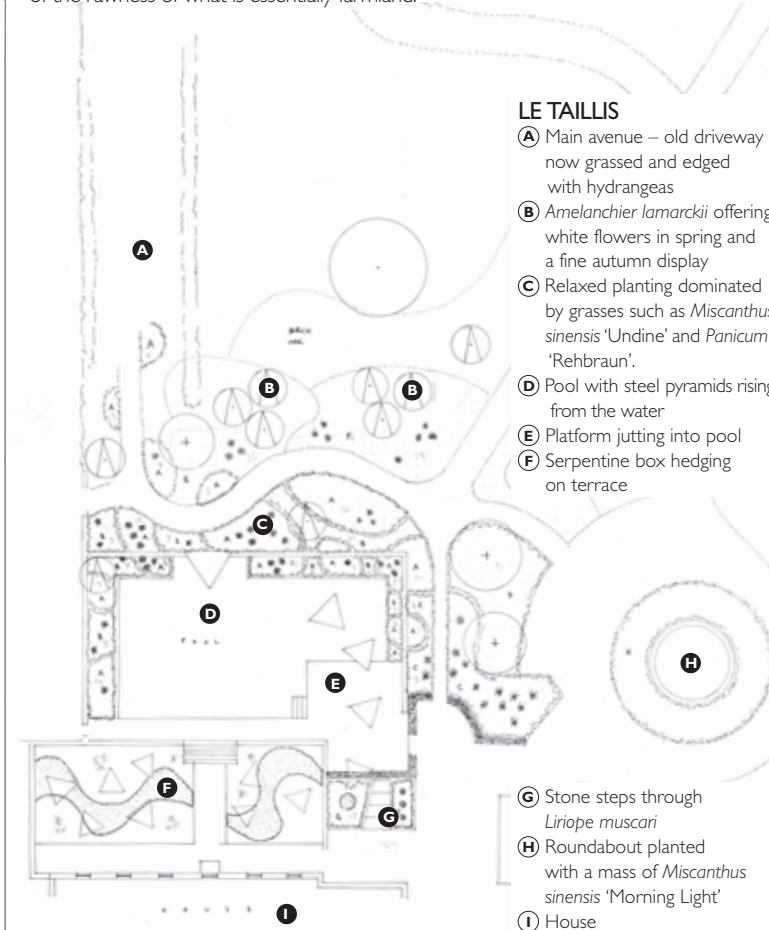 of the rawness of what is essentially farmland.
LE TAILLIS
A Main avenue – old driveway
now grassed and edged
with hydrangeas
B Amelanchier lamarckii offering
white flowers in spring and
a fine autumn display
C Relaxed planting dominated
by grasses such as Miscanthus
sinensis ‘Undine’ and Panicum
‘Rehbraun’.
D Pool with steel pyramids rising
from the water
E Platform jutting into pool
F Serpentine box hedging
on terrace
A
B
B
C
D
POOL
E
H
F
G
G Stone steps through
Liriope muscari
H Roundabout planted
with a mass of Miscanthus
sinensis ‘Morning Light’
I House
HOUSE
I